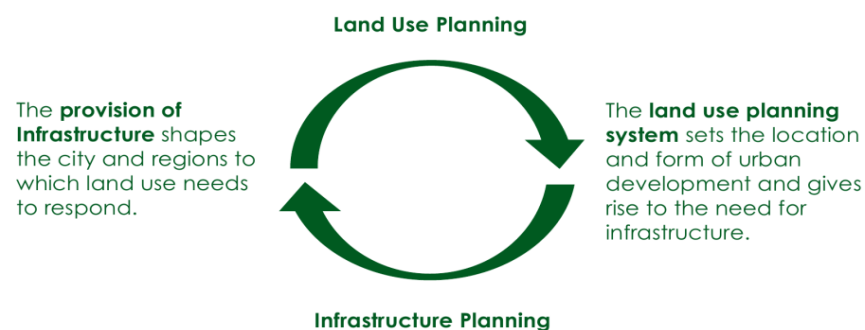 Land Use Planning
The provision of
Infrastructure shapes
the city and regions to
which land use needs
to respond.
The land use planning
system sets the location
and form of urban
development and gives
rise to the need for
infrastructure.
Infrastructure Planning